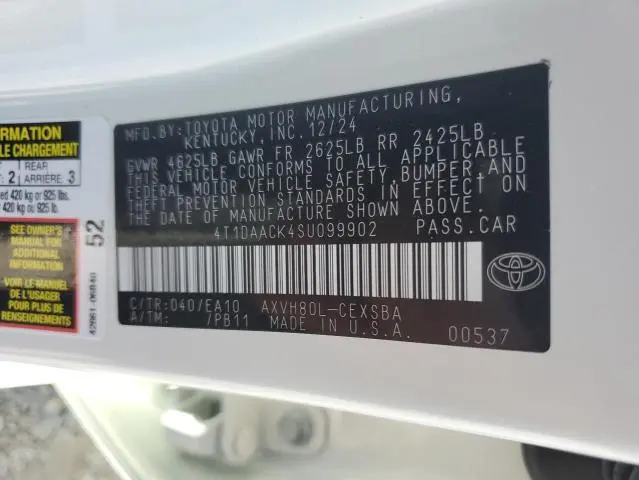 FORMATION
LE CHARGEMENT
2 REAR ARRIÈRE: 3
420 kg or 925 lbs.
420 kg ou 925 lb.
SEE OWNER'S
MANUAL FOR
ADDITIONAL
INFORMATION
VOIR LE MANUEL
DE L'USAGER
POUR PLUS DE
RENSEIGNEMENTS
52
42861-06840
MFD.BY:TOYOTA MOTOR MANUFACTURING,
KENTUCKY,INC.12/24
GVWR 4625LB GAWR FR 2625LB RR 2425LB
THIS VEHICLE CONFORMS TO ALL APPLICABLE
FEDERAL MOTOR VEHICLE SAFETY,BUMPER,AND
THEFT PREVENTION STANDARDS IN EFFECT ON
THE DATE OF MANUFACTURE SHOWN ABOVE.
4T1DAACK4SU099902 PASS.CAR
C/TR:040/EA10 AXVH80L-CEXSBA
A/TM: /PB11 MADE IN U.S.A. 00537